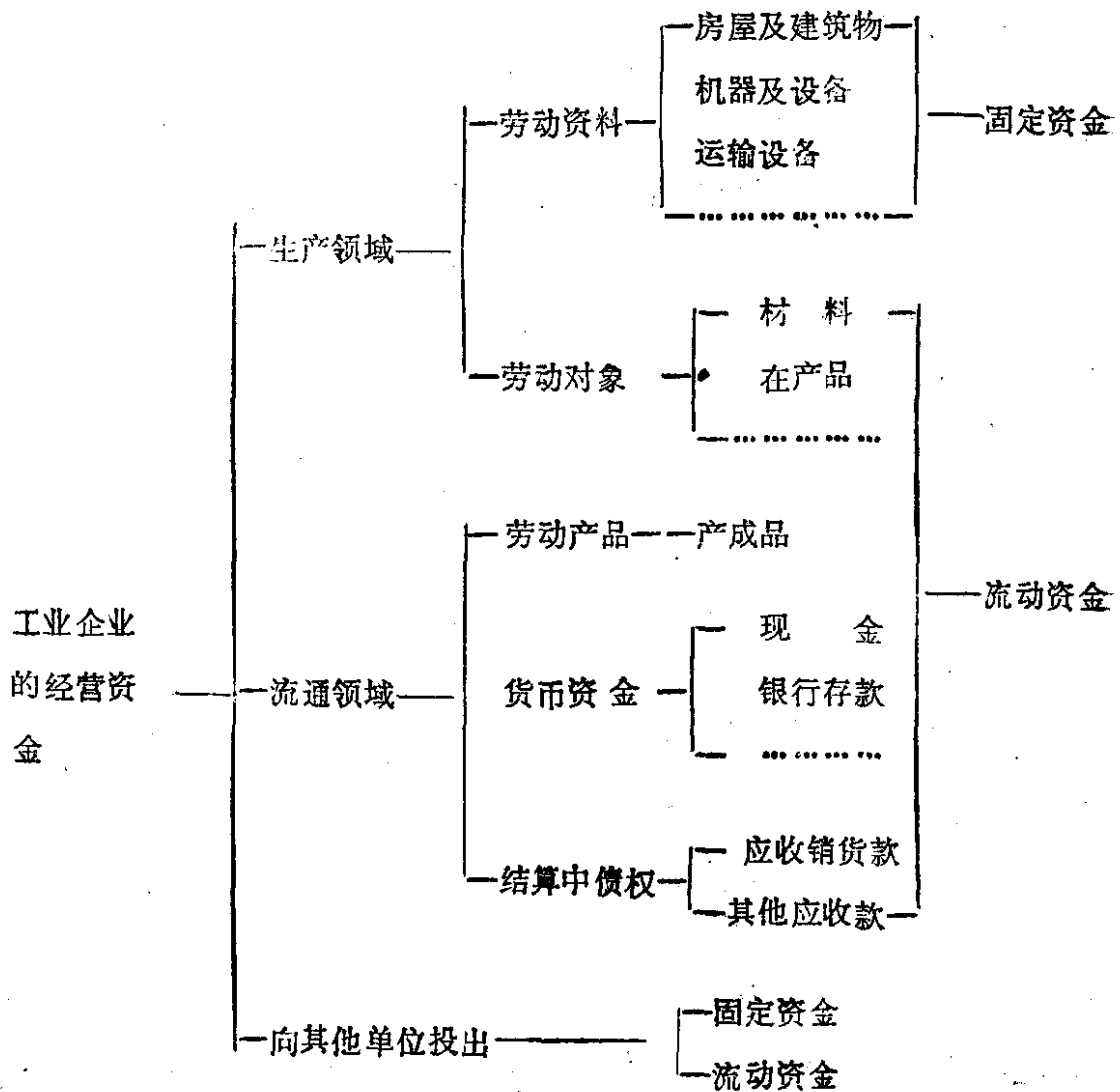 房屋及建筑物
机器及设备
劳动资料
固定资金
运输设备
生产领域
材 料
劳动对象
在产品
劳动产品
产成品
流动资金
工业企业
现 金
的经营资
流通领域
货币资金
银行存款
金
应收销货款
结算中债权
其他应收款
固定资金
向其他单位投出
流动资金